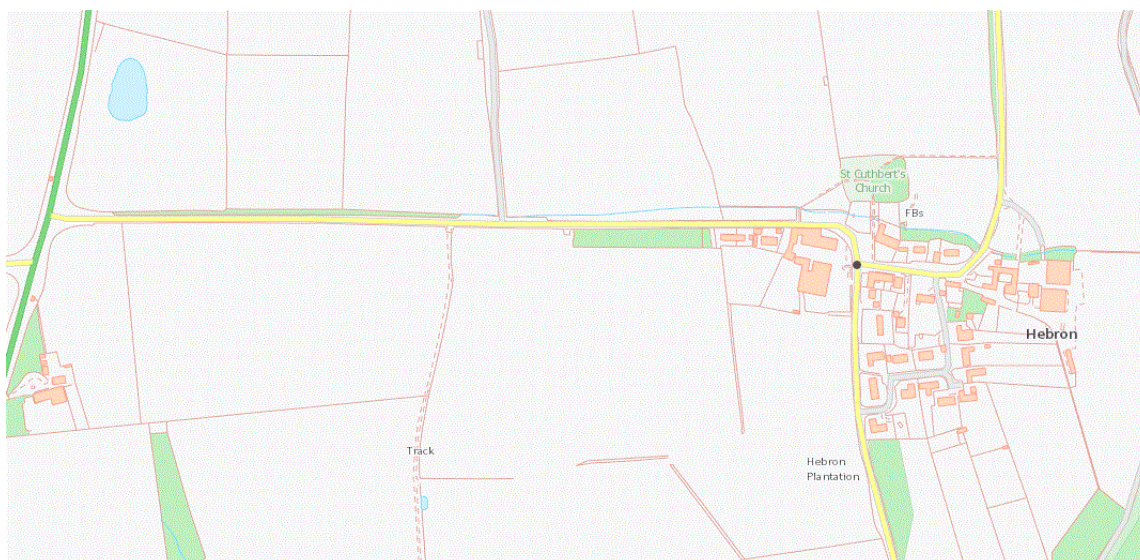 St Cuthbert's
Church
FBs
Hebron
Track
Hebron
Plantation